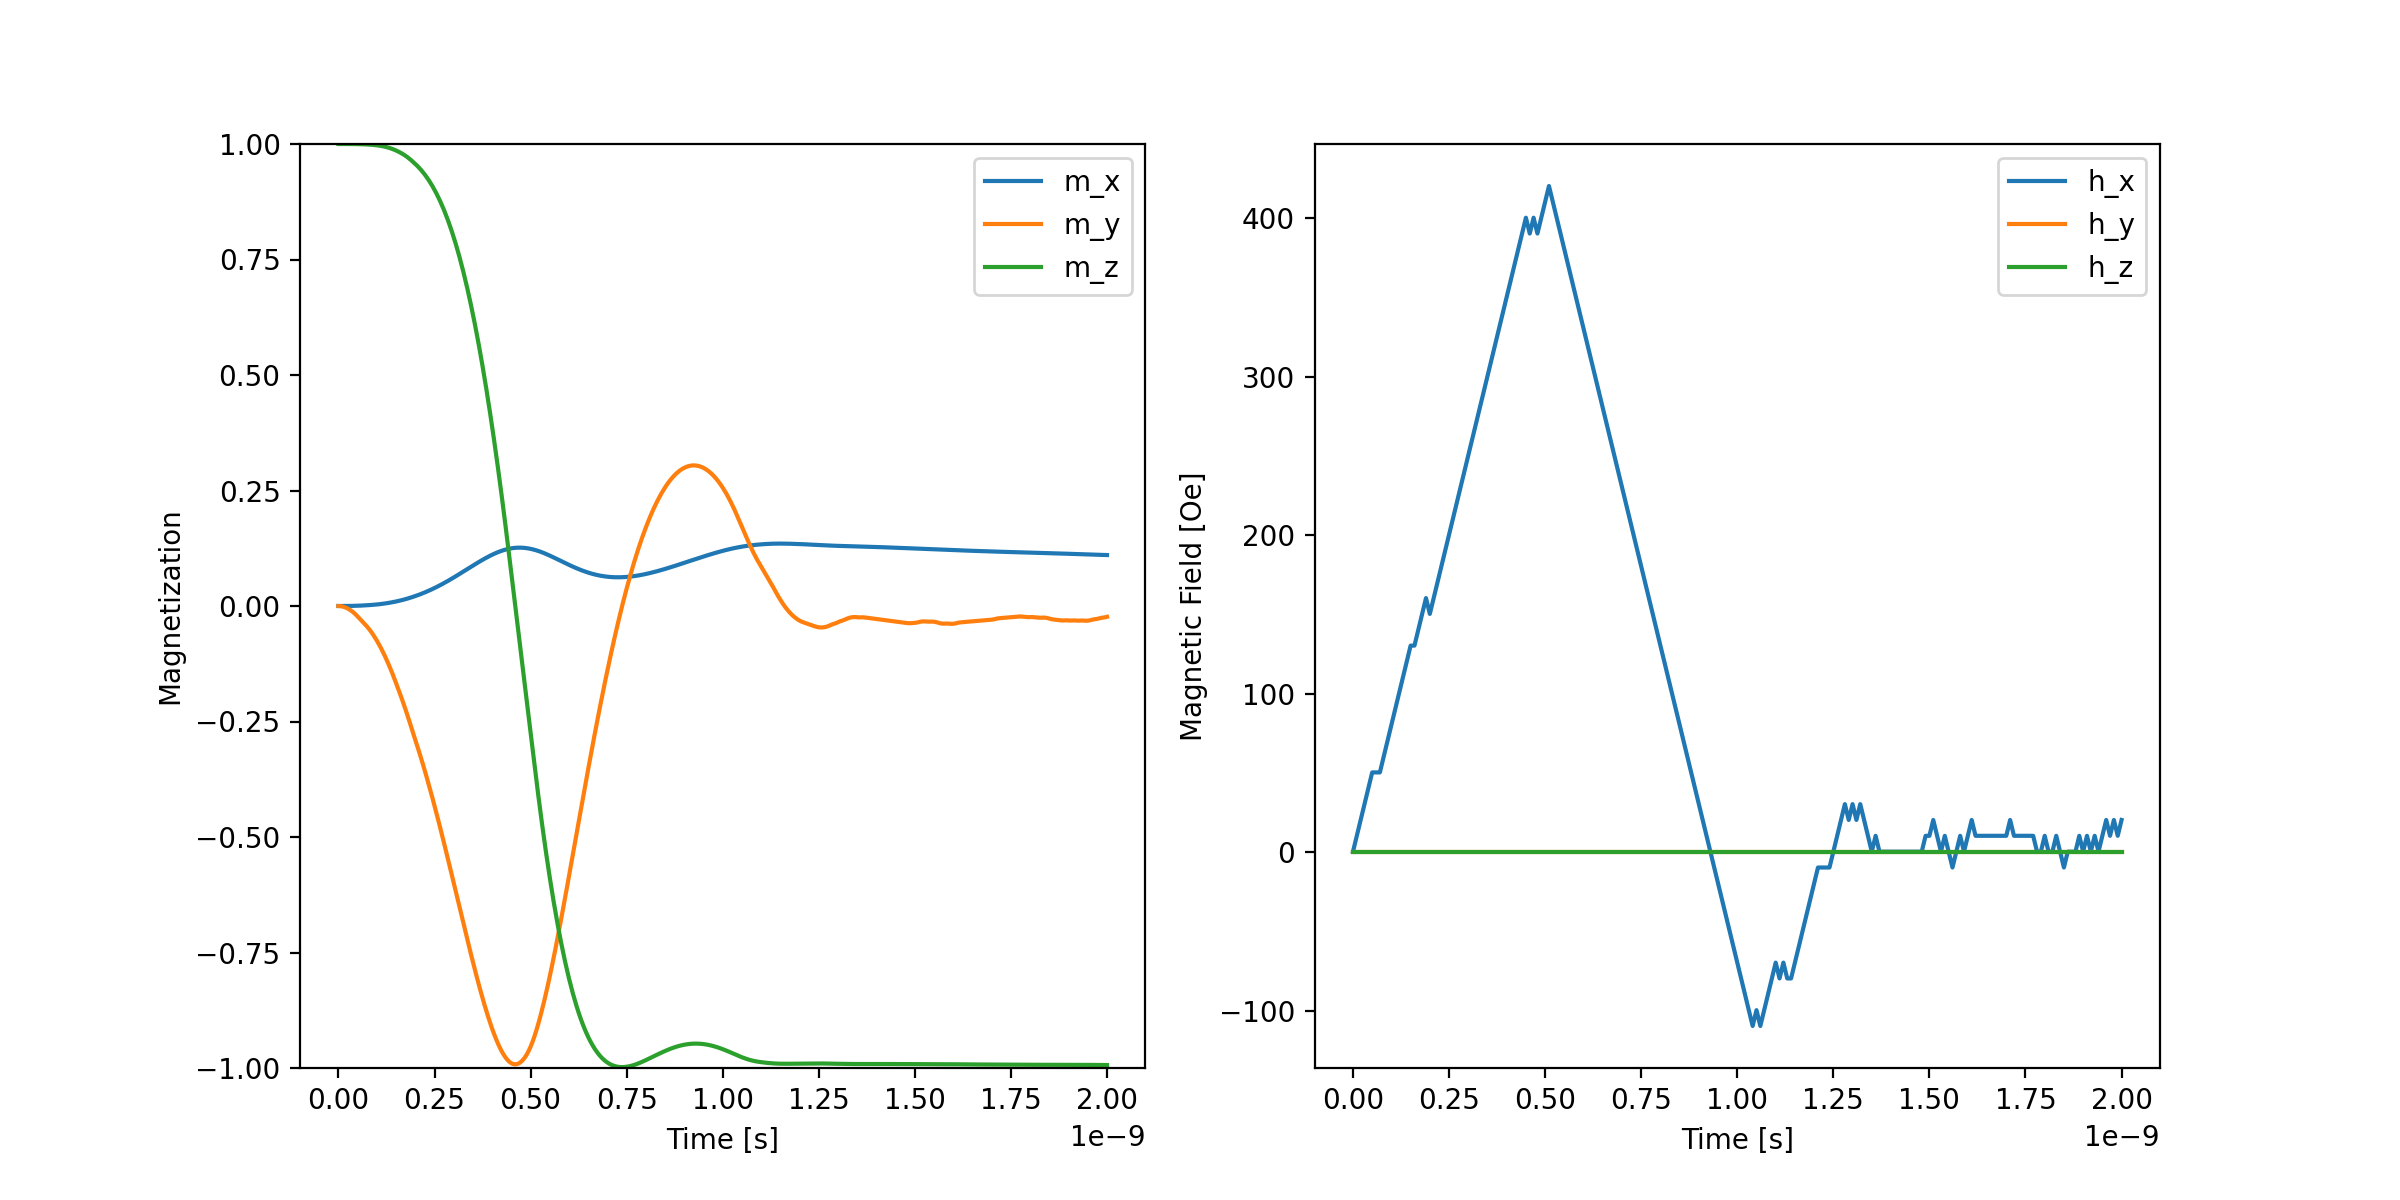 1.00
0.75
0.50
0.25
0.00
−0.25
−0.50
−0.75
−1.00
Magnetization
m_x
m_y
m_z
0.00 0.25 0.50 0.75 1.00 1.25 1.50 1.75 2.00
1e−9
Time [s]
400
300
200
100
0
−100
Magnetic Field [Oe]
h_x
h_y
h_z
0.00 0.25 0.50 0.75 1.00 1.25 1.50 1.75 2.00
1e−9
Time [s]